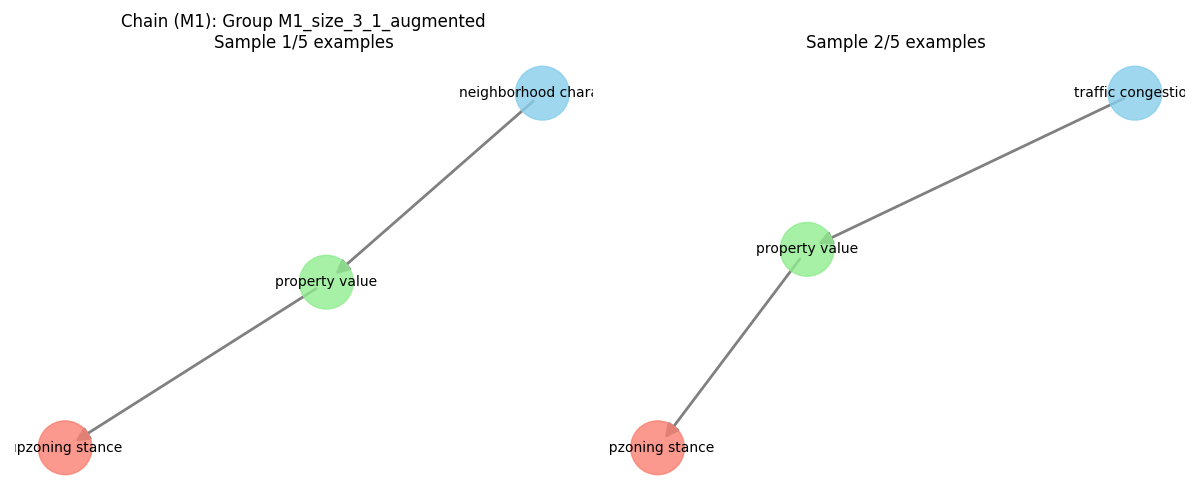 Chain (M1): Group M1_size_3_1_augmented
Sample 1/5 examples
Sample 2/5 examples
neighborhood chara
traffic congestio
property value
property value
pzoning stance
pzoning stance